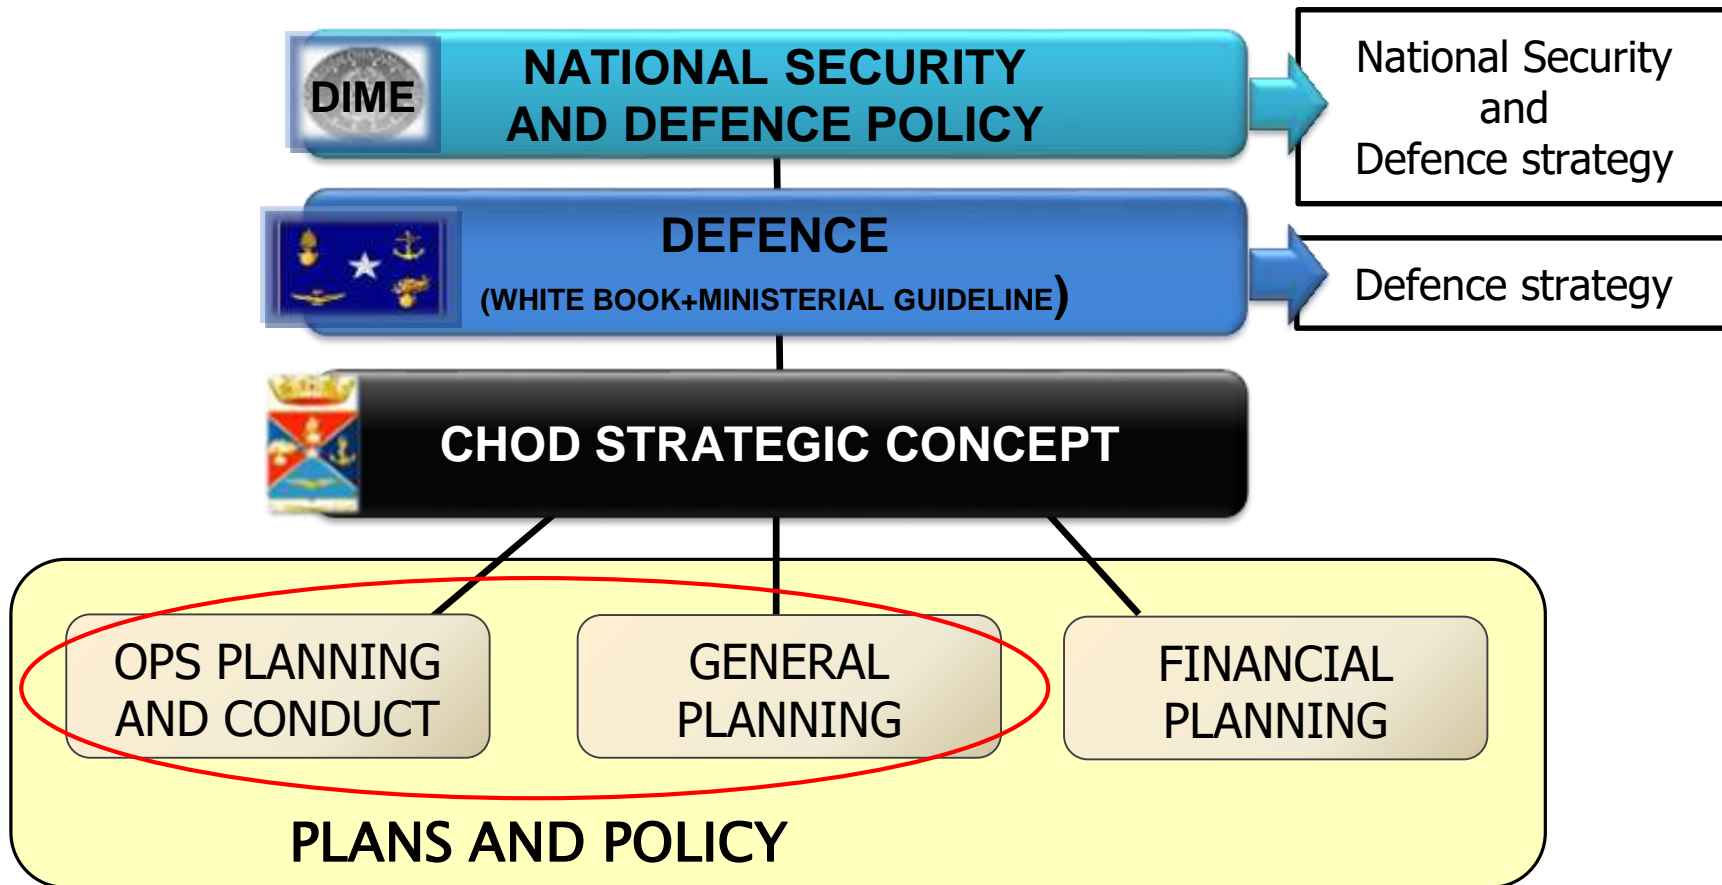 DIME
NATIONAL SECURITY
AND DEFENCE POLICY
National Security
and
Defence strategy
DEFENCE
(WHITE BOOK+MINISTERIAL GUIDELINE)
Defence strategy
CHOD STRATEGIC CONCEPT
OPS PLANNING
AND CONDUCT
GENERAL
PLANNING
FINANCIAL
PLANNING
PLANS AND POLICY